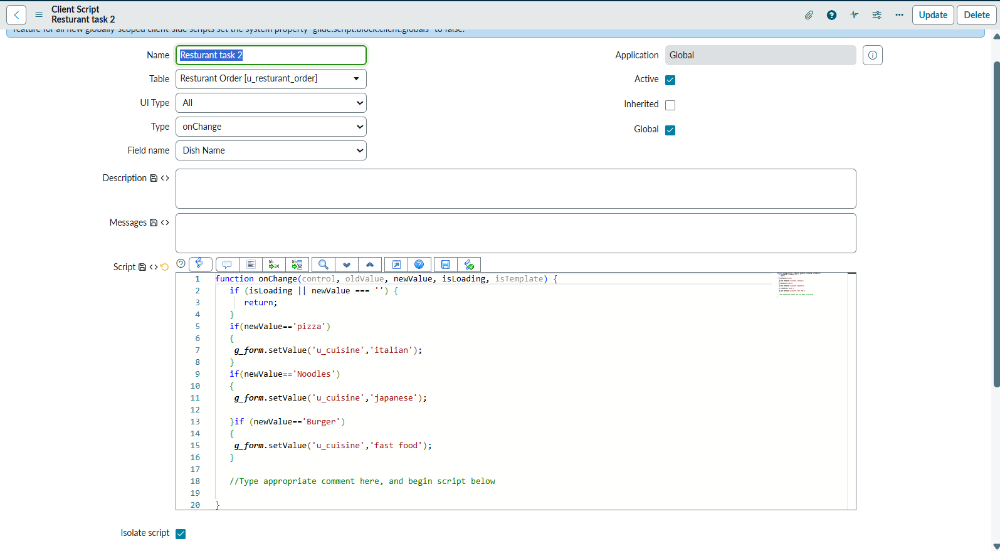 Client Script
Resturant task 2
Update
Delete
feature for all new globally-scoped client-side scripts set the system property "glide.script.block.client.globals" to false.
Name
Resturant task 2
Application
Global
Table
Resturant Order [u_resturant_order]
Active
UI Type
All
Inherited
Type
onChange
Global
Field name
Dish Name
Description
Messages
Script
1 function onChange(control, oldValue, newValue, isLoading, isTemplate) {
2 if (isLoading || newValue === '') {
3 return;
4 }
5 if(newValue=='pizza')
6 {
7 g_form.setValue('u_cuisine','italian');
8 }
9 if(newValue=='Noodles')
10 {
11 g_form.setValue('u_cuisine','japanese');
12
13 }if (newValue=='Burger')
14 {
15 g_form.setValue('u_cuisine','fast food');
16 }
17
18 //Type appropriate comment here, and begin script below
19
20 }
Isolate script